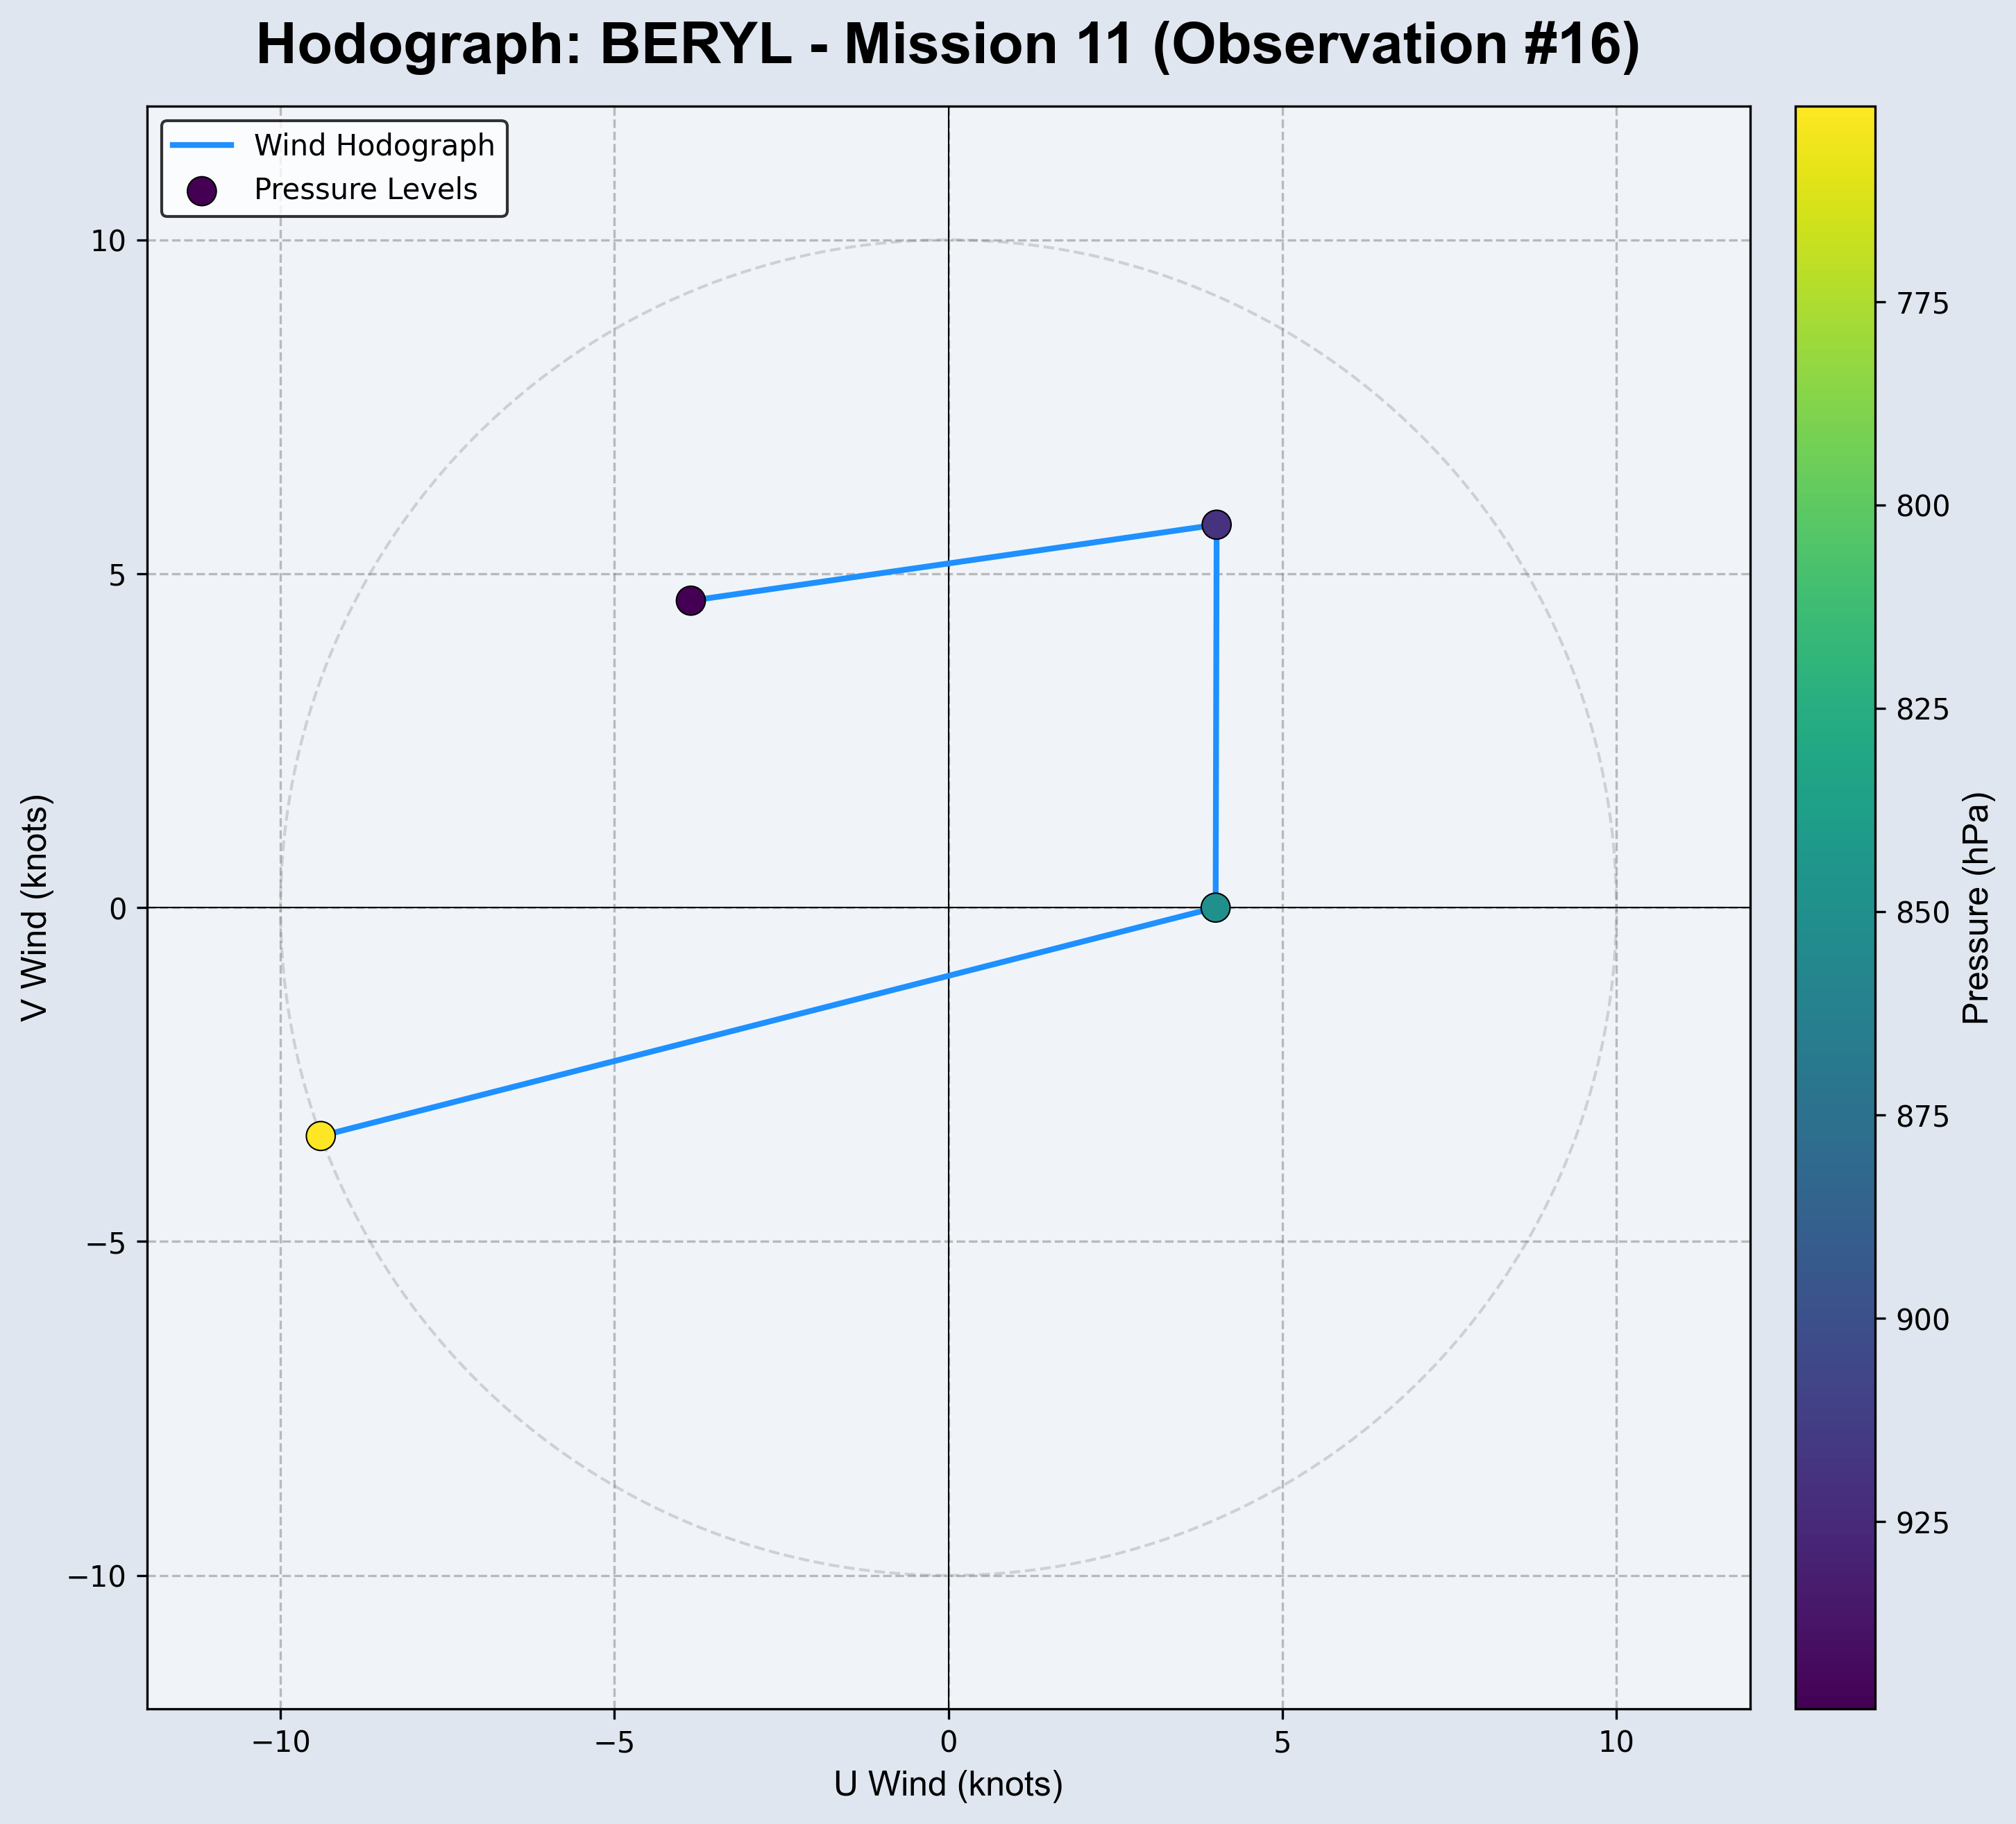 Hodograph: BERYL - Mission 11 (Observation #16)
Wind Hodograph
Pressure Levels
10
5
0
−5
−10
V Wind (knots)
−10
−5
0
5
10
U Wind (knots)
775
800
825
850
875
900
925
Pressure (hPa)